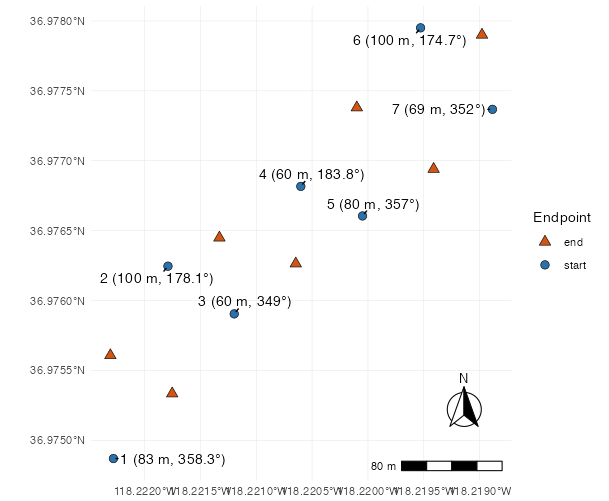 36.9780°N
6 (100 m, 174.7°)
36.9775°N
7 (69 m, 352°)
36.9770°N
4 (60 m, 183.8°)
5 (80 m, 357°)
36.9765°N
2 (100 m, 178.1°)
36.9760°N
3 (60 m, 349°)
36.9755°N
36.9750°N
1 (83 m, 358.3°)
N
80 m
118.2220°W 118.2215°W 118.2210°W 118.2205°W 118.2200°W 118.2195°W 118.2190°W
Endpoint
end
start